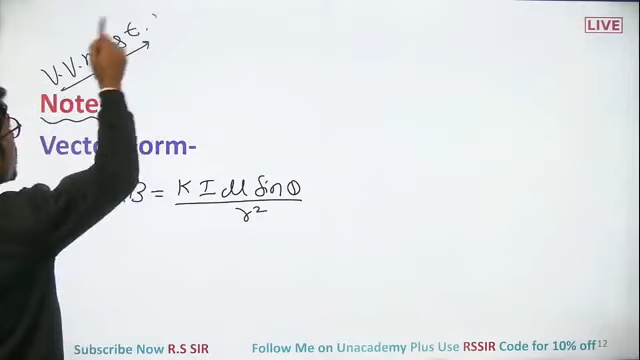 LIVE
V.V.
Note
Vect orm-
B = K I dl Sin θ
r²
Subscribe Now R.S SIR
Follow Me on Unacademy Plus Use RSSIR Code for 10% off 12